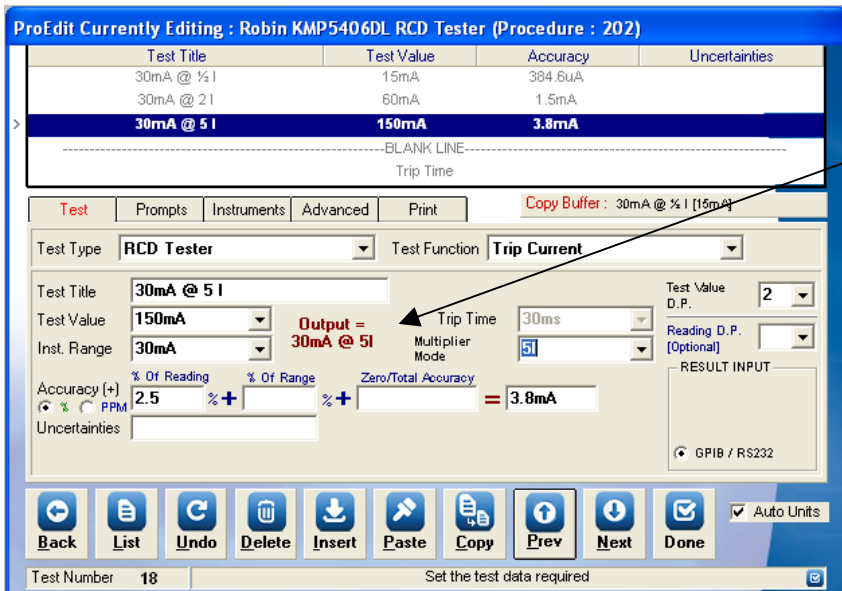 ProEdit Currently Editing : Robin KMP5406DL RCD Tester (Procedure : 202)
Test Title Test Value Accuracy Uncertainties
30mA @ ½ I 15mA 384.6uA
30mA @ 2 I 60mA 1.5mA
> 30mA @ 5 I 150mA 3.8mA
--BLANK LINE--
Trip Time
Test Prompts Instruments Advanced Print Copy Buffer : 30mA @ ½ I [15mA]
Test Type RCD Tester Test Function Trip Current
Test Title 30mA @ 5 I
Test Value D.P. 2
Test Value 150mA Output = 30mA @ 5I Trip Time 30ms
Inst. Range 30mA Multiplier Mode 5I
Reading D.P. [Optional]
Accuracy (+) % PPM
% Of Reading % Of Range Zero/Total Accuracy
2.5 % + % + = 3.8mA
Uncertainties
RESULT INPUT
GPIB / RS232
Back List Undo Delete Insert Paste Copy Prev Next Done Auto Units
Test Number 18 Set the test data required